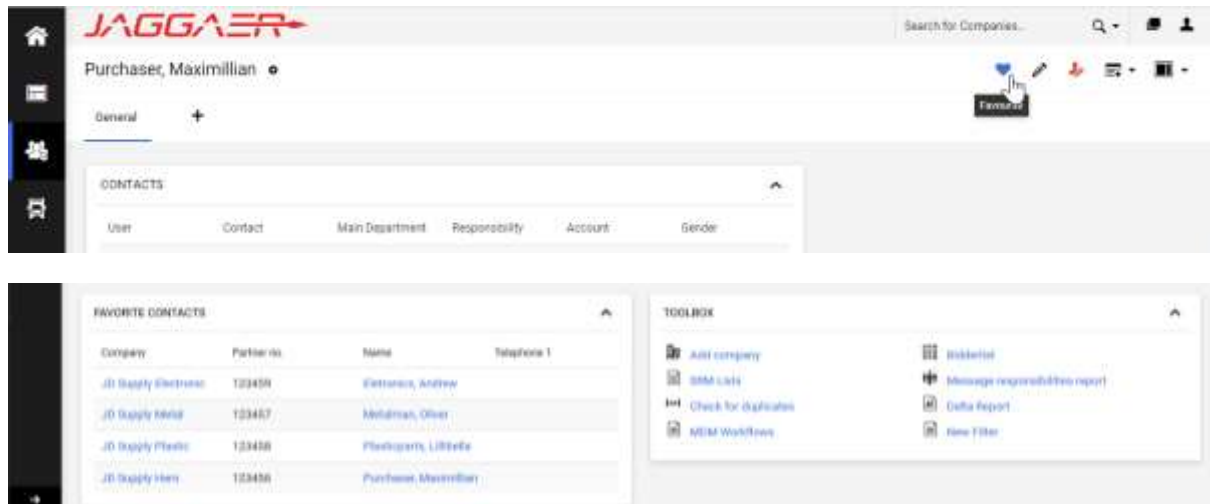 JAGGAER
Search for Companies...
Purchaser, Maximillian
Favourite
General +
CONTACTS
User Contact Main Department Responsibility Account Gender
FAVORITE CONTACTS
Company Partner no. Name Telephone 1
JD Supply Electronic 123459 Eletronics, Andrew
JD Supply Metal 123457 Metalman, Oliver
JD Supply Plastic 123458 Plasticparts, Lillibella
JD Supply Hern 123456 Purchaser, Maximillian
TOOLBOX
Add company Bidderlist
SRM Lists Message responsibilities report
Check for duplicates Delta Report
MDM Workflows New Filter